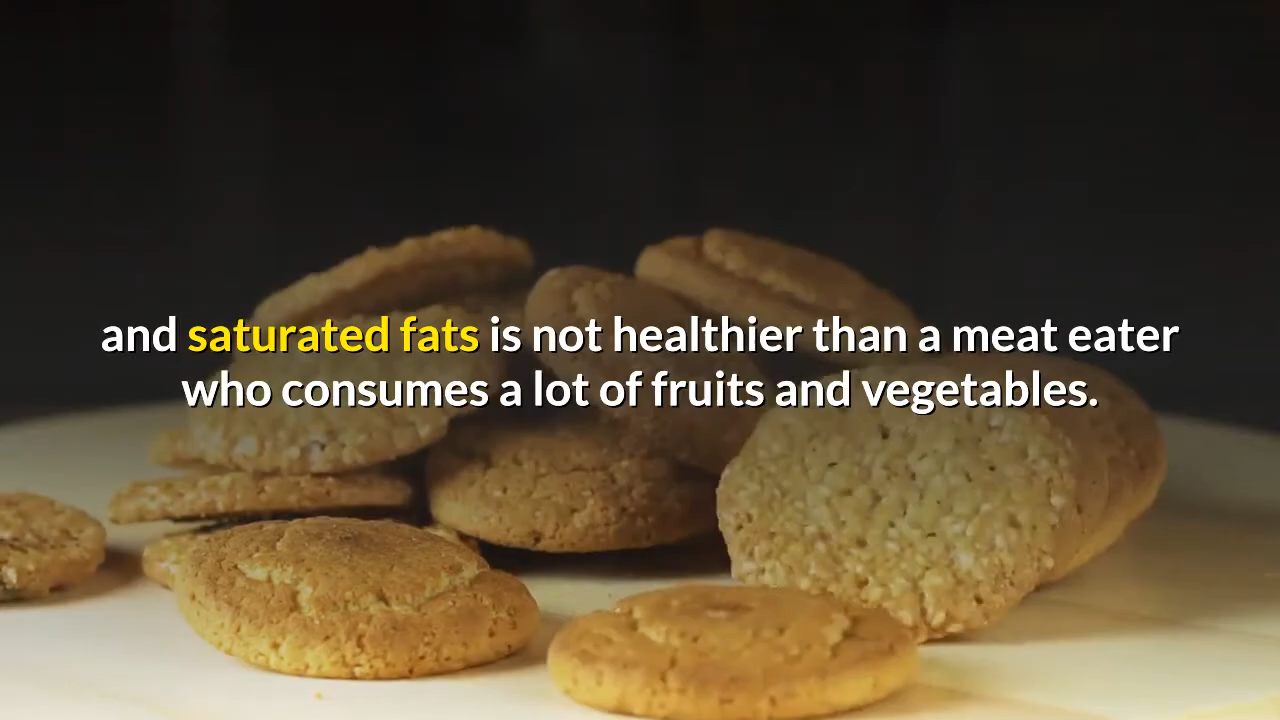 and saturated fats is not healthier than a meat eater
who consumes a lot of fruits and vegetables.